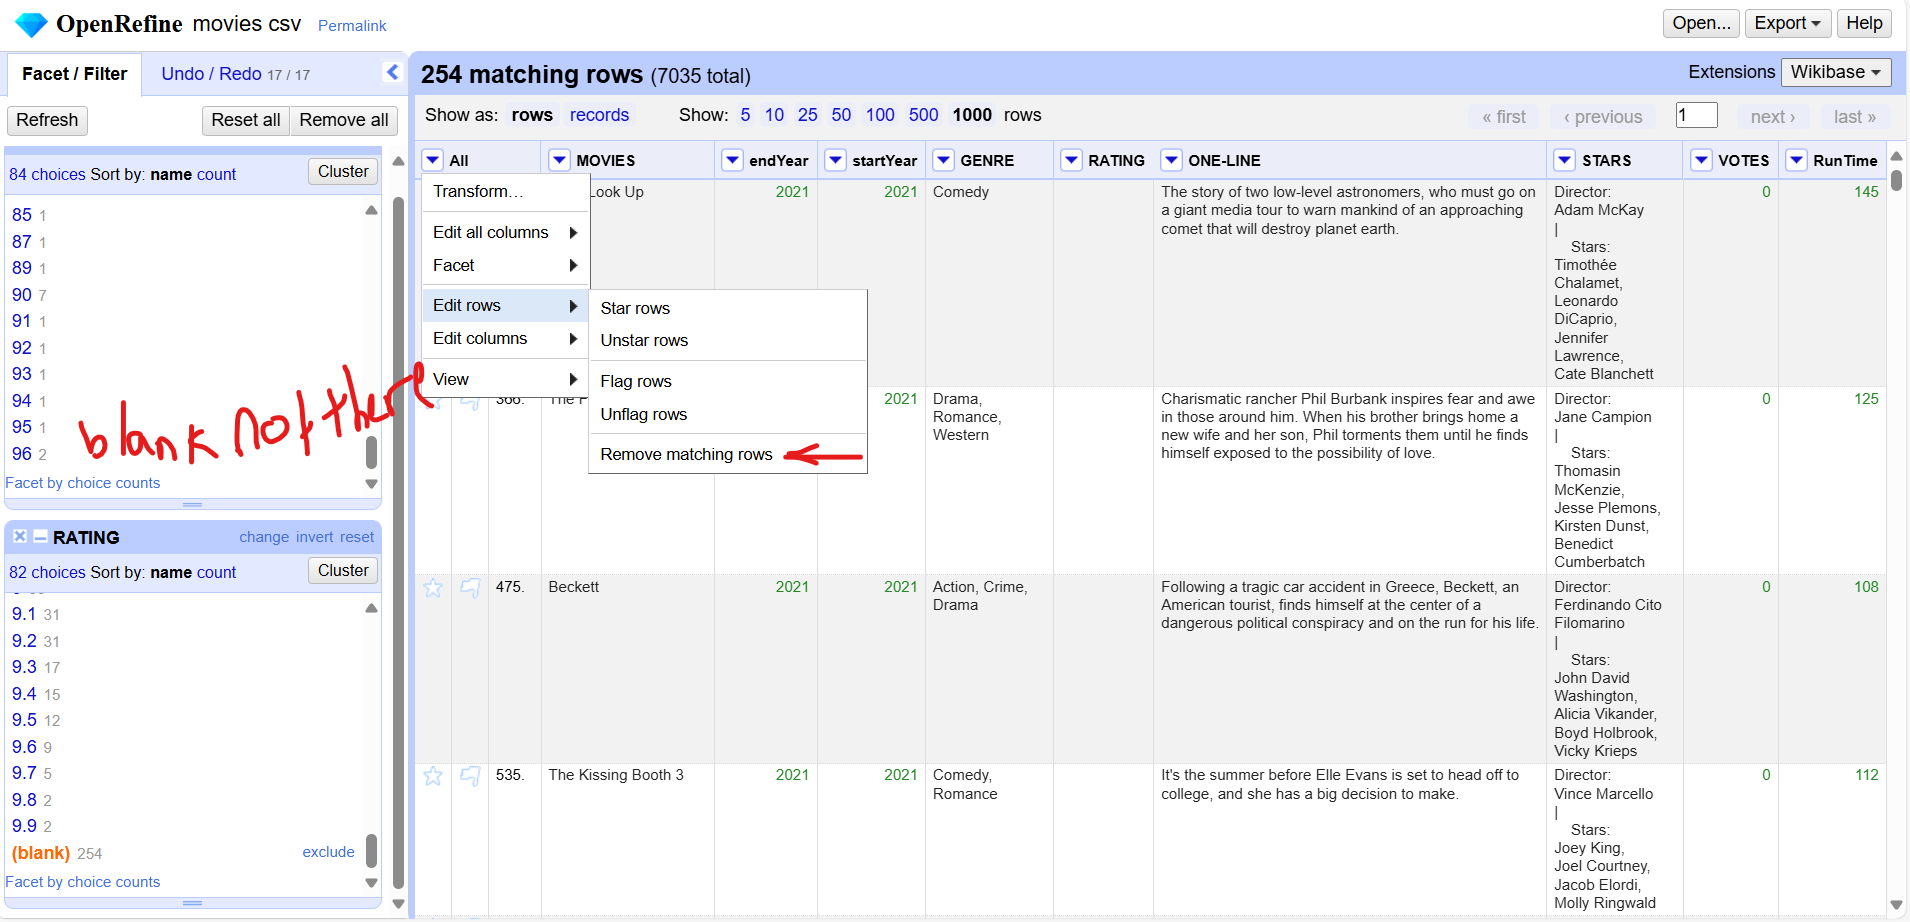 OpenRefine movies csv Permalink
Open... Export Help
Facet / Filter Undo / Redo 17 / 17
Refresh Reset all Remove all
84 choices Sort by: name count Cluster
85 1
87 1
89 1
90 7
91 1
92 1
93 1
94 1
95 1
96 2
Facet by choice counts
blank not there
RATING change invert reset
82 choices Sort by: name count Cluster
9.1 31
9.2 31
9.3 17
9.4 15
9.5 12
9.6 9
9.7 5
9.8 2
9.9 2
(blank) 254 exclude
Facet by choice counts
254 matching rows (7035 total)
Extensions Wikibase
Show as: rows records Show: 5 10 25 50 100 500 1000 rows
« first ‹ previous 1 next › last »
All MOVIES endYear startYear GENRE RATING ONE-LINE STARS VOTES RunTime
Transform...
Edit all columns
Facet
Edit rows
Edit columns
View
Star rows
Unstar rows
Flag rows
Unflag rows
Remove matching rows
Look Up 2021 2021 Comedy
The story of two low-level astronomers, who must go on
a giant media tour to warn mankind of an approaching
comet that will destroy planet earth.
Director:
Adam McKay
|
Stars:
Timothée
Chalamet,
Leonardo
DiCaprio,
Jennifer
Lawrence,
Cate Blanchett
0 145
366. 2021
Drama,
Romance,
Western
Charismatic rancher Phil Burbank inspires fear and awe
in those around him. When his brother brings home a
new wife and her son, Phil torments them until he finds
himself exposed to the possibility of love.
Director:
Jane Campion
|
Stars:
Thomasin
McKenzie,
Jesse Plemons,
Kirsten Dunst,
Benedict
Cumberbatch
0 125
475. Beckett 2021 2021
Action, Crime,
Drama
Following a tragic car accident in Greece, Beckett, an
American tourist, finds himself at the center of a
dangerous political conspiracy and on the run for his life.
Director:
Ferdinando Cito
Filomarino
|
Stars:
John David
Washington,
Alicia Vikander,
Boyd Holbrook,
Vicky Krieps
0 108
535. The Kissing Booth 3 2021 2021
Comedy,
Romance
It's the summer before Elle Evans is set to head off to
college, and she has a big decision to make.
Director:
Vince Marcello
|
Stars:
Joey King,
Joel Courtney,
Jacob Elordi,
Molly Ringwald
0 112